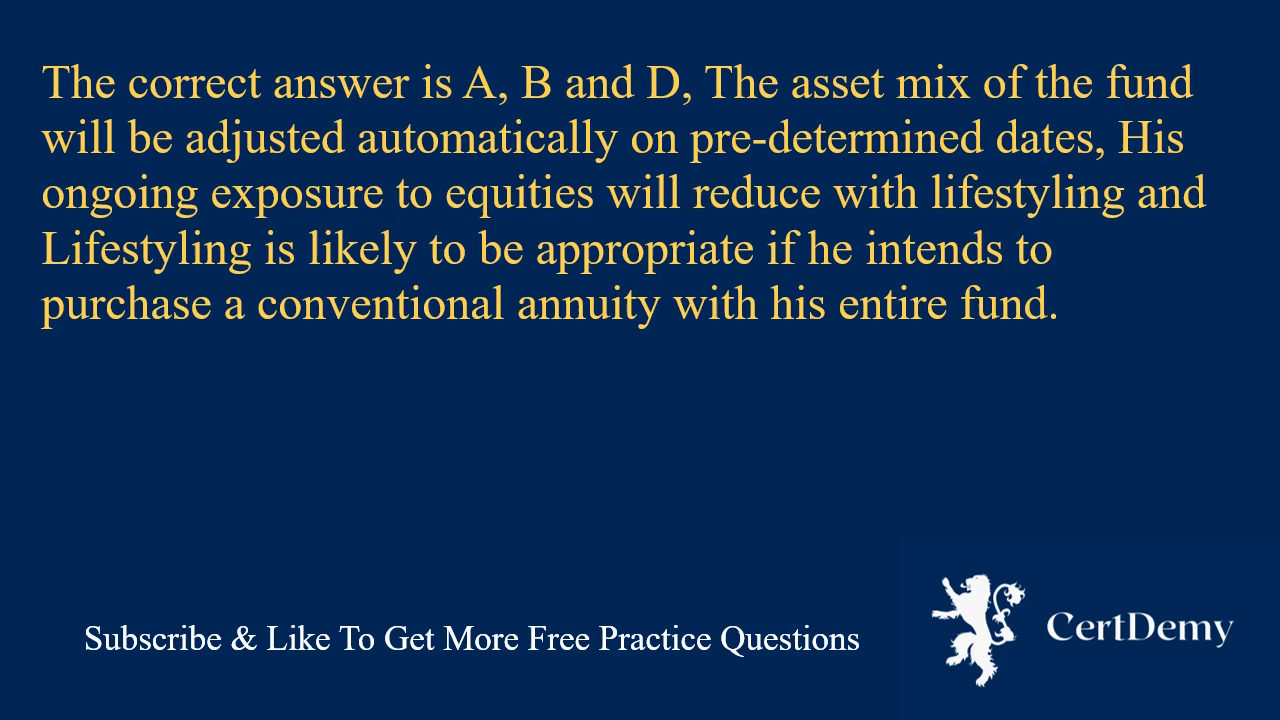 The correct answer is A, B and D, The asset mix of the fund
will be adjusted automatically on pre-determined dates, His
ongoing exposure to equities will reduce with lifestyling and
Lifestyling is likely to be appropriate if he intends to
purchase a conventional annuity with his entire fund.
Subscribe & Like To Get More Free Practice Questions
CertDemy